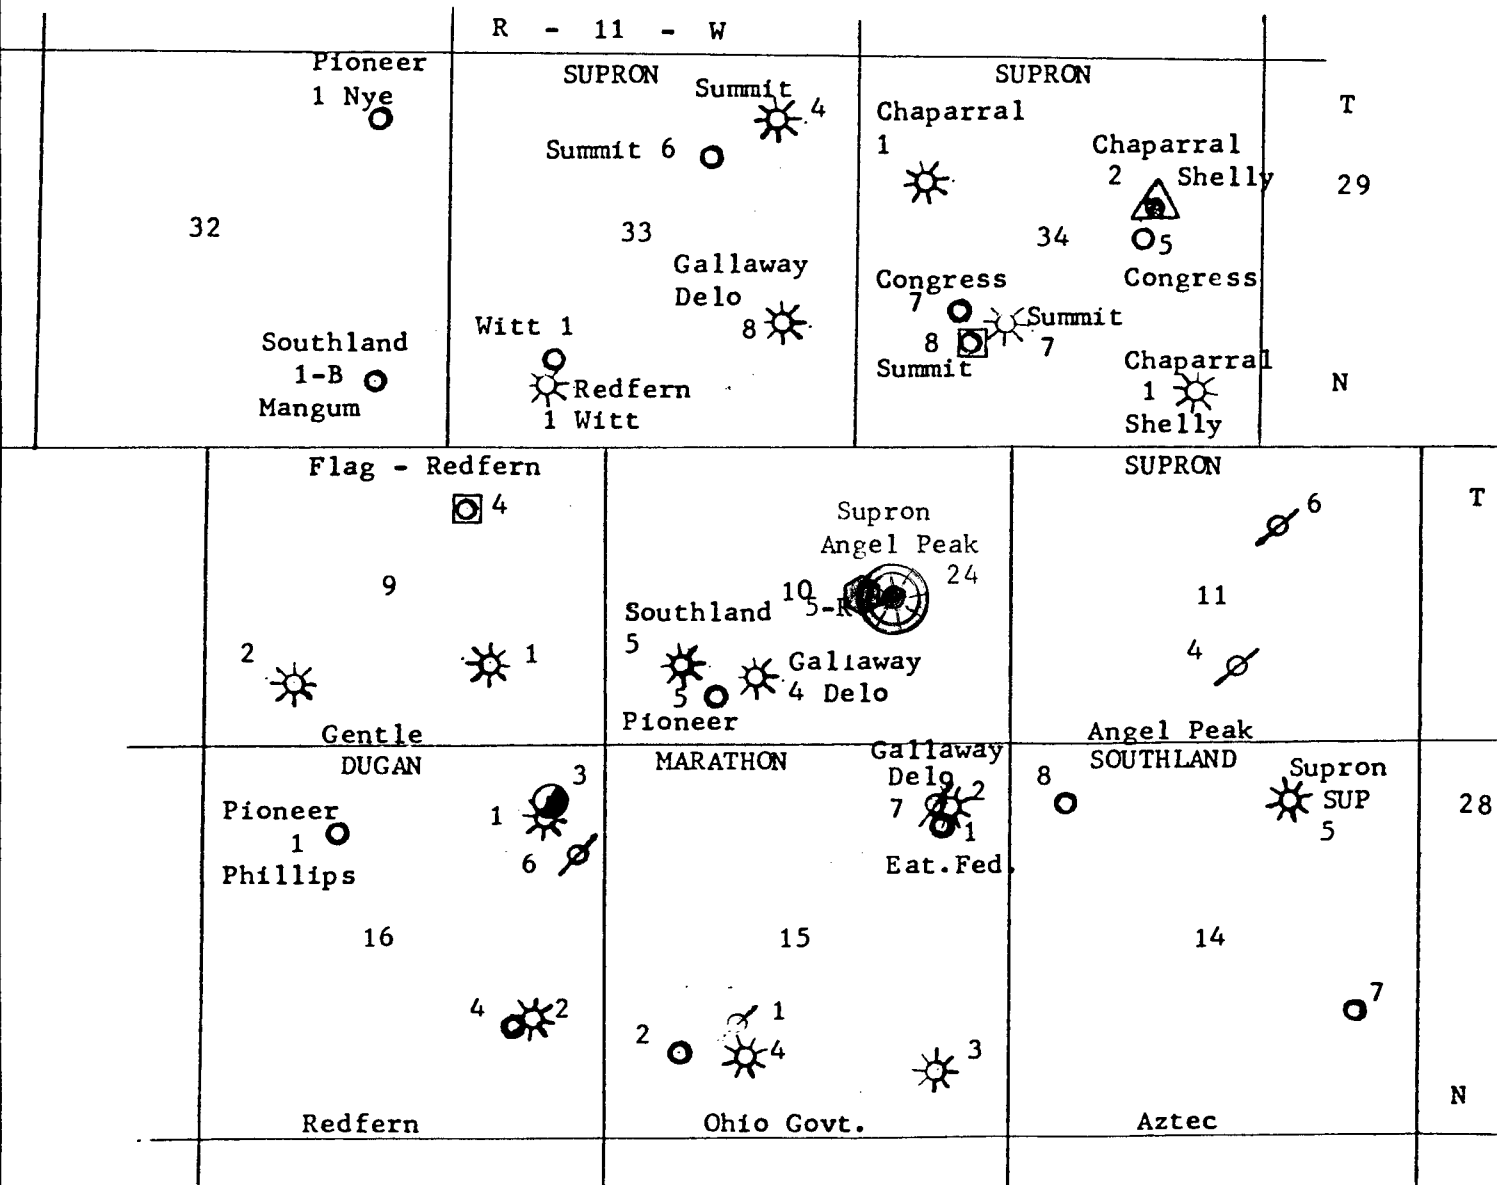 R - 11 - W
Pioneer
1 Nye
32
Southland
1-B
Mangum
SUPRON
Summit
4
Summit 6
33
Gallaway
Delo
8
Witt 1
Redfern
1 Witt
SUPRON
Chaparral
1
Chaparral
2 Shelly
34
5
Congress
Congress
7
Summit
7
8
Summit
Chaparral
1
Shelly
T
29
N
Flag - Redfern
4
9
2
1
Gentle
Supron
Angel Peak
24
10
5-R
Southland
5
Gallaway
4 Delo
5
Pioneer
SUPRON
6
11
4
Angel Peak
T
DUGAN
3
Pioneer
1
1
Phillips
6
16
4
2
Redfern
MARATHON
Gallaway
Delo
2
7
1
Eat.Fed.
15
1
2
4
3
Ohio Govt.
SOUTHLAND
8
Supron
SUP
5
14
7
Aztec
28
N